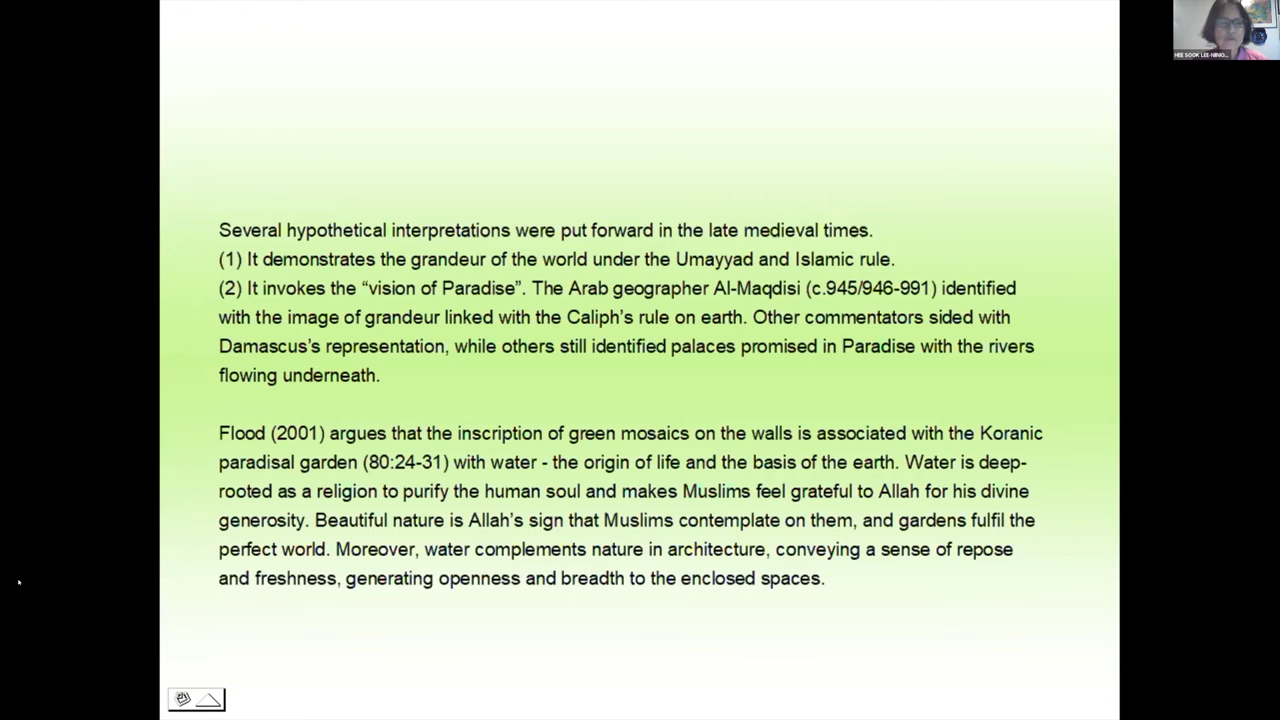 HEE SOOK LEE-NIINIO...
Several hypothetical interpretations were put forward in the late medieval times.
(1) It demonstrates the grandeur of the world under the Umayyad and Islamic rule.
(2) It invokes the “vision of Paradise”. The Arab geographer Al-Maqdisi (c.945/946-991) identified
with the image of grandeur linked with the Caliph’s rule on earth. Other commentators sided with
Damascus’s representation, while others still identified palaces promised in Paradise with the rivers
flowing underneath.
Flood (2001) argues that the inscription of green mosaics on the walls is associated with the Koranic
paradisal garden (80:24-31) with water - the origin of life and the basis of the earth. Water is deep-
rooted as a religion to purify the human soul and makes Muslims feel grateful to Allah for his divine
generosity. Beautiful nature is Allah’s sign that Muslims contemplate on them, and gardens fulfil the
perfect world. Moreover, water complements nature in architecture, conveying a sense of repose
and freshness, generating openness and breadth to the enclosed spaces.